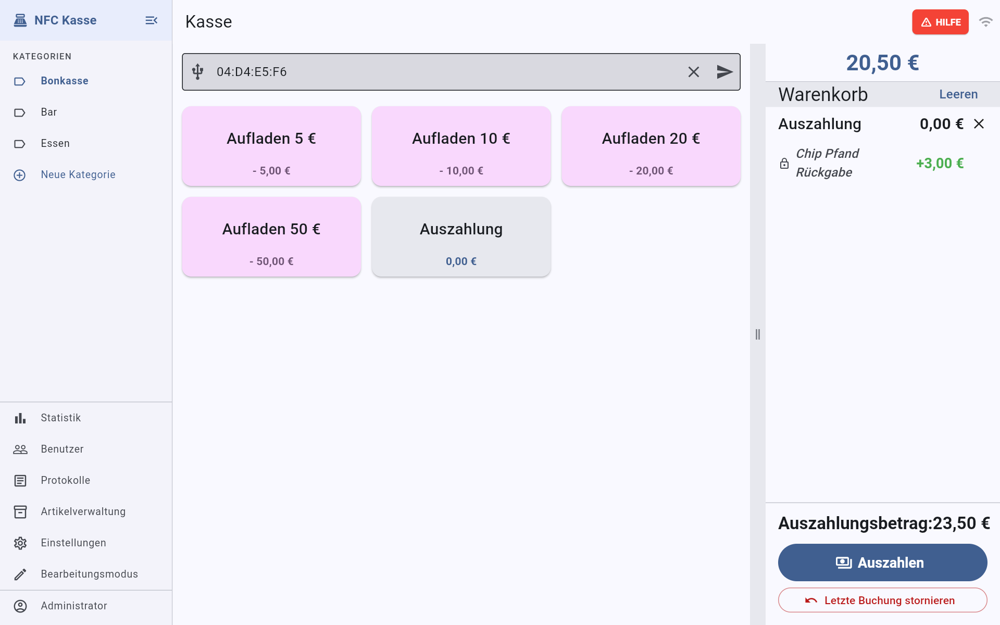 NFC Kasse
KATEGORIEN
Bonkasse
Bar
Essen
Neue Kategorie
Statistik
Benutzer
Protokolle
Artikelverwaltung
Einstellungen
Bearbeitungsmodus
Administrator
Kasse
HILFE
04:D4:E5:F6
Aufladen 5 €
- 5,00 €
Aufladen 10 €
- 10,00 €
Aufladen 20 €
- 20,00 €
Aufladen 50 €
- 50,00 €
Auszahlung
0,00 €
20,50 €
Warenkorb Leeren
Auszahlung 0,00 €
Chip Pfand
Rückgabe
+3,00 €
Auszahlungsbetrag:23,50 €
Auszahlen
Letzte Buchung stornieren